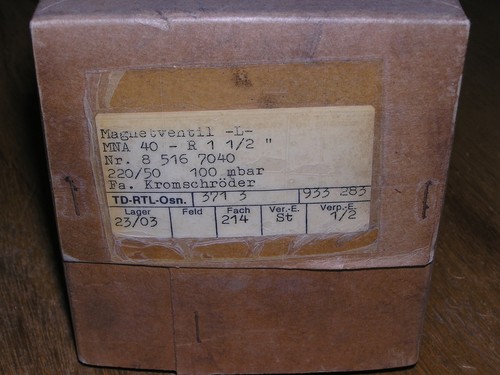 Magnetventil -L-
MNA 40 - R 1 1/2 "
Nr. 8 516 7040
220/50 100 mbar
Fa. Kromschröder
TD-RTL-Osn. 371 3 933 283
Lager Feld Fach Ver.-E. Verp.-E.
23/03 214 St 1/2